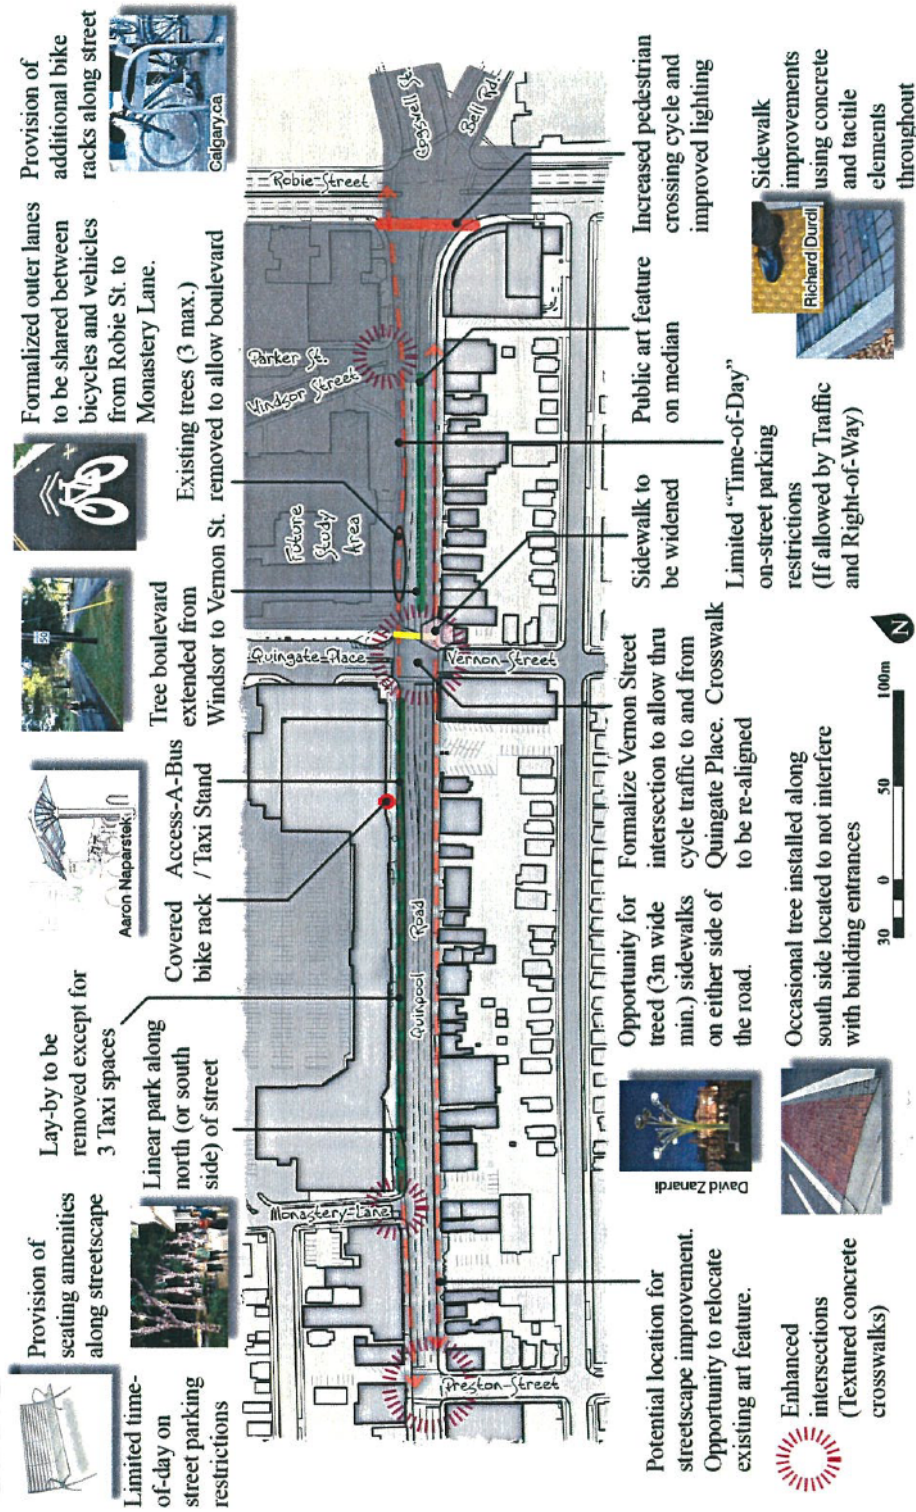 Provision of
seating amenities
along streetscape
Limited time-
of-day on
street parking
restrictions
Lay-by to be
removed except for
3 Taxi spaces
Linear park along
north (or south
side) of street
Aaron Naparstek
Covered
bike rack
Access-A-Bus
/ Taxi Stand
Tree boulevard
extended from
Windsor to Vernon St.
Formalized outer lanes
to be shared between
bicycles and vehicles
from Robie St. to
Monastery Lane.
Existing trees (3 max.)
removed to allow boulevard
Provision of
additional bike
racks along street
Calgary.ca
Monastery Lane
Quingate Place
Future
Study
Area
Windsor Street
Parker St.
Robie Street
Cogswell St.
Bell Rd.
Quinpool Road
Preston Street
Vernon Street
Potential location for
streetscape improvement.
Opportunity to relocate
existing art feature.
David Zanardi
Opportunity for
treed (3m wide
min.) sidewalks
on either side of
the road.
Formalize Vernon Street
intersection to allow thru
cycle traffic to and from
Quingate Place. Crosswalk
to be re-aligned
Sidewalk to
be widened
Public art feature
on median
Increased pedestrian
crossing cycle and
improved lighting
Limited “Time-of-Day”
on-street parking
restrictions
(If allowed by Traffic
and Right-of-Way)
Richard Durdl
Sidewalk
improvements
using concrete
and tactile
elements
throughout
Enhanced
intersections
(Textured concrete
crosswalks)
Occasional tree installed along
south side located to not interfere
with building entrances
30 0 50 100m
N